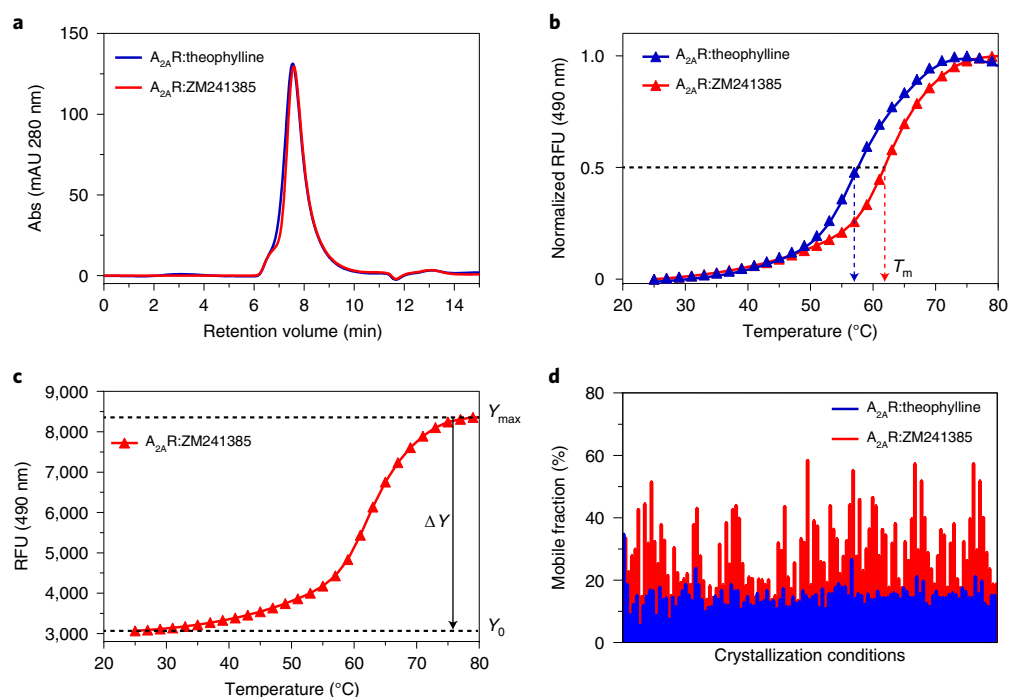 a
150
100
50
0
Abs (mAU 280 nm)
A2AR:theophylline
A2AR:ZM241385
0 2 4 6 8 10 12 14
Retention volume (min)
b
1.0
0.5
0
Normalized RFU (490 nm)
A2AR:theophylline
A2AR:ZM241385
Tm
20 30 40 50 60 70 80
Temperature (°C)
c
9,000
8,000
7,000
6,000
5,000
4,000
3,000
RFU (490 nm)
A2AR:ZM241385
Ymax
ΔY
Y0
20 30 40 50 60 70 80
Temperature (°C)
d
80
60
40
20
0
Mobile fraction (%)
A2AR:theophylline
A2AR:ZM241385
Crystallization conditions